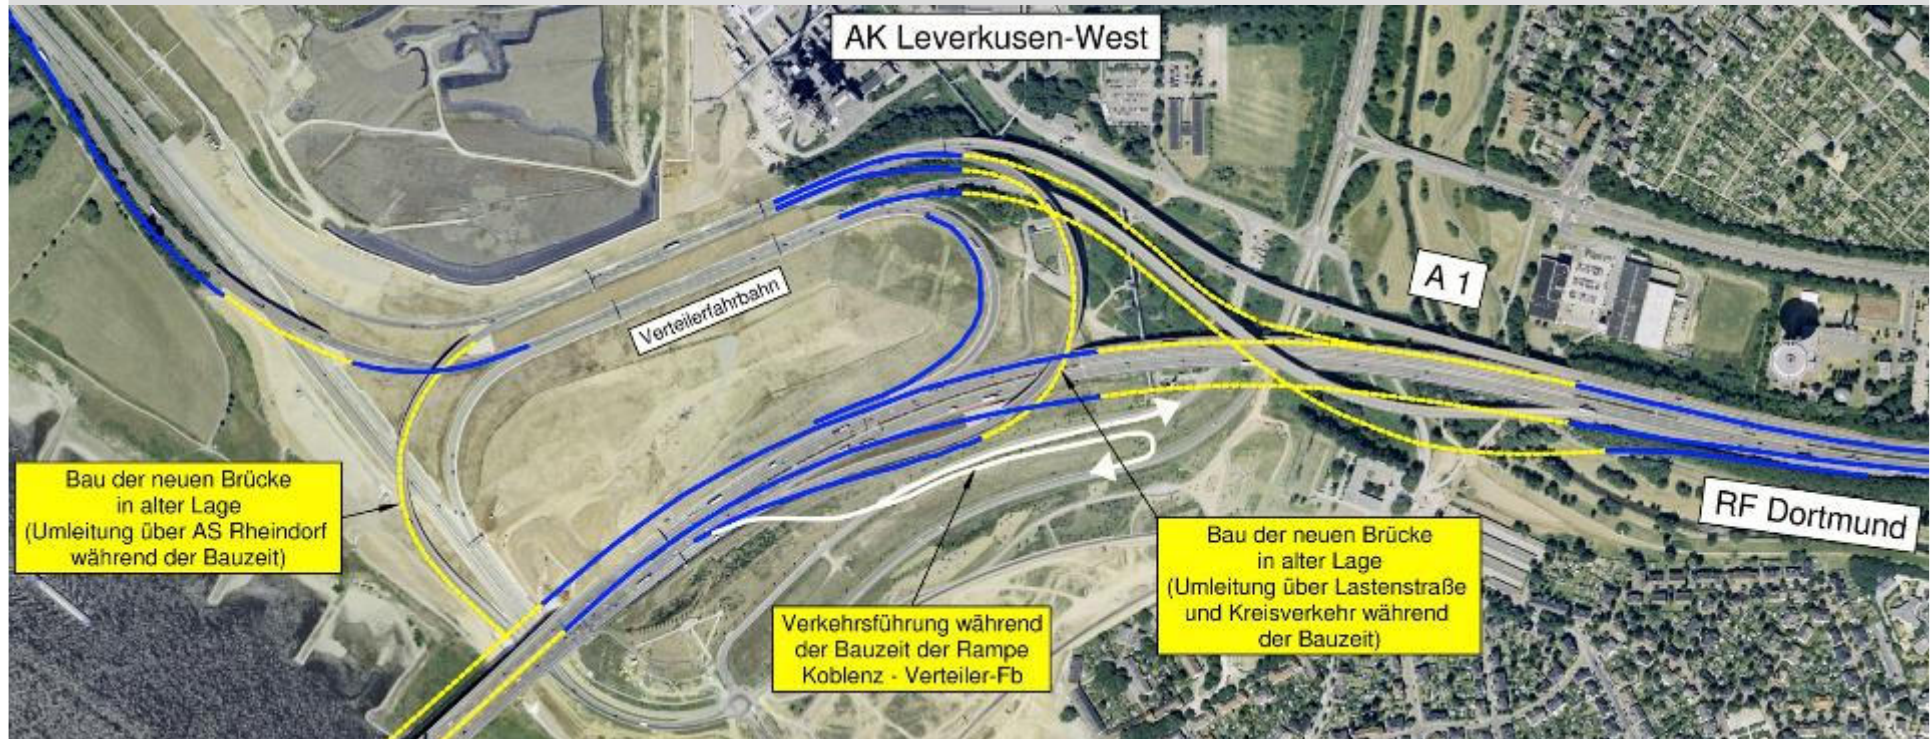 AK Leverkusen-West
A 1
Verteilerfahrbahn
RF Dortmund
Bau der neuen Brücke
in alter Lage
(Umleitung über AS Rheindorf
während der Bauzeit)
Verkehrsführung während
der Bauzeit der Rampe
Koblenz - Verteiler-Fb
Bau der neuen Brücke
in alter Lage
(Umleitung über Lastenstraße
und Kreisverkehr während
der Bauzeit)